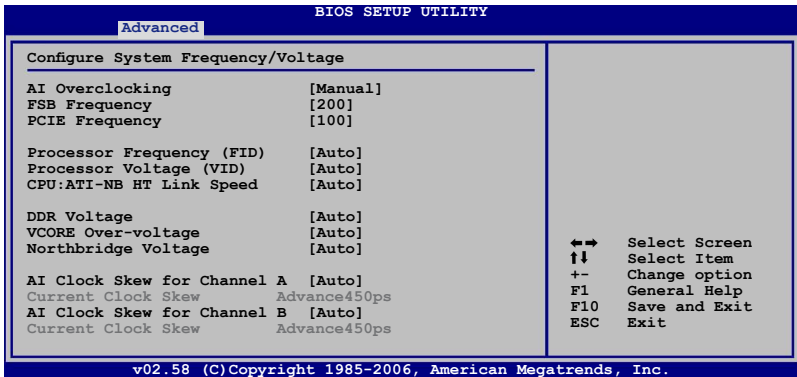 BIOS SETUP UTILITY
Advanced
Configure System Frequency/Voltage
AI Overclocking [Manual]
FSB Frequency [200]
PCIE Frequency [100]
Processor Frequency (FID) [Auto]
Processor Voltage (VID) [Auto]
CPU:ATI-NB HT Link Speed [Auto]
DDR Voltage [Auto]
VCORE Over-voltage [Auto]
Northbridge Voltage [Auto]
AI Clock Skew for Channel A [Auto]
Current Clock Skew Advance450ps
AI Clock Skew for Channel B [Auto]
Current Clock Skew Advance450ps
←→ Select Screen
↑↓ Select Item
+- Change option
F1 General Help
F10 Save and Exit
ESC Exit
v02.58 (C)Copyright 1985-2006, American Megatrends, Inc.